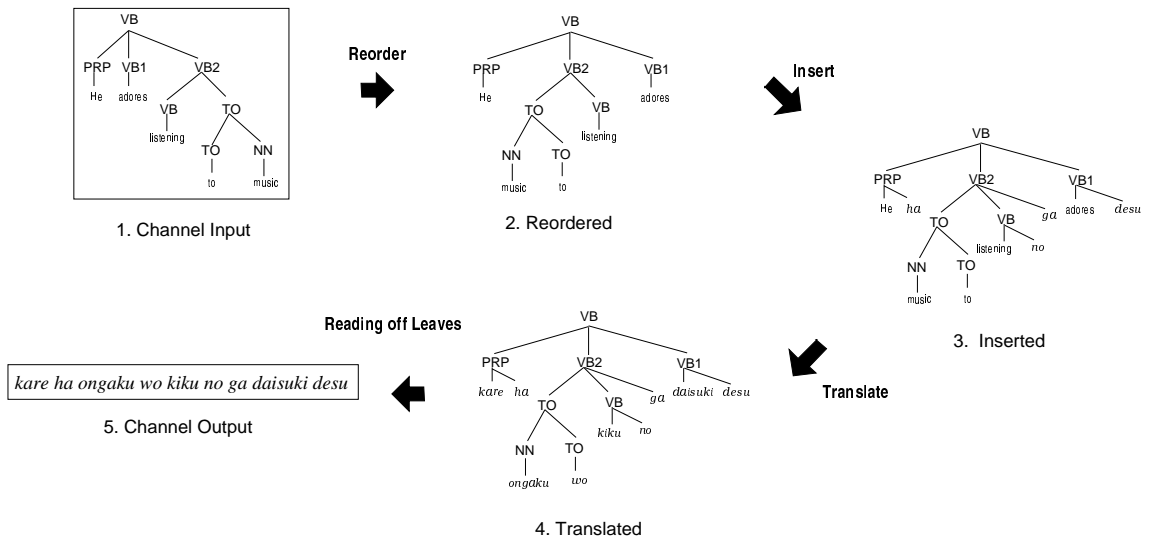 VB
PRP VB1 VB2
He adores
VB TO
listening
TO NN
to music
1. Channel Input
Reorder
VB
PRP VB2 VB1
He adores
TO VB
listening
NN TO
music to
2. Reordered
Insert
VB
PRP VB2 VB1
He ha ga adores desu
TO VB
listening no
NN TO
music to
3. Inserted
Translate
VB
PRP VB2 VB1
kare ha ga daisuki desu
TO VB
kiku no
NN TO
ongaku wo
4. Translated
Reading off Leaves
kare ha ongaku wo kiku no ga daisuki desu
5. Channel Output